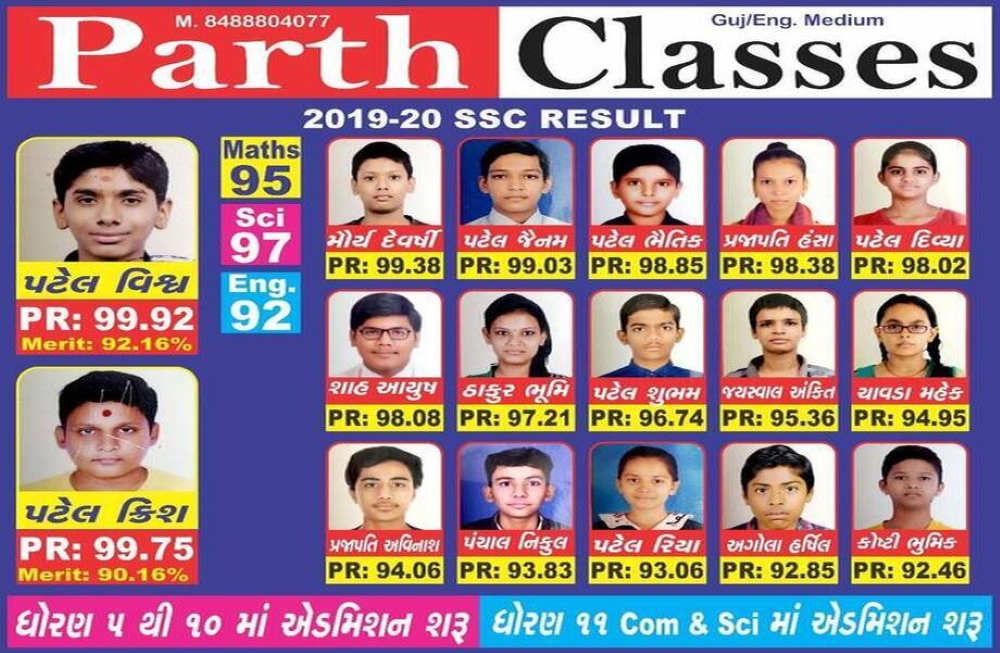 M. 8488804077
Guj/Eng. Medium
Parth Classes
2019-20 SSC RESULT
પટેલ વિશ્વ
PR: 99.92
Merit: 92.16%
Maths
95
Sci
97
Eng.
92
પટેલ ક્રિશ
PR: 99.75
Merit: 90.16%
મૌર્ય દેવર્ષી
PR: 99.38
પટેલ જૈનમ
PR: 99.03
પટેલ ભૈતિક
PR: 98.85
પ્રજાપતિ હંસા
PR: 98.38
પટેલ દિવ્યા
PR: 98.02
શાહ આયુષ
PR: 98.08
ઠાકુર ભૂમિ
PR: 97.21
પટેલ શુભમ
PR: 96.74
જયસ્વાલ અંકિત
PR: 95.36
ચાવડા મહેક
PR: 94.95
પ્રજાપતિ અવિનાશ
PR: 94.06
પંચાલ નિકુલ
PR: 93.83
પટેલ રિયા
PR: 93.06
અગોલા હર્ષિલ
PR: 92.85
કોષ્ટી ભુમિક
PR: 92.46
ધોરણ ૫ થી ૧૦ માં એડમિશન શરૂ
ધોરણ ૧૧ Com & Sci માં એડમિશન શરૂ